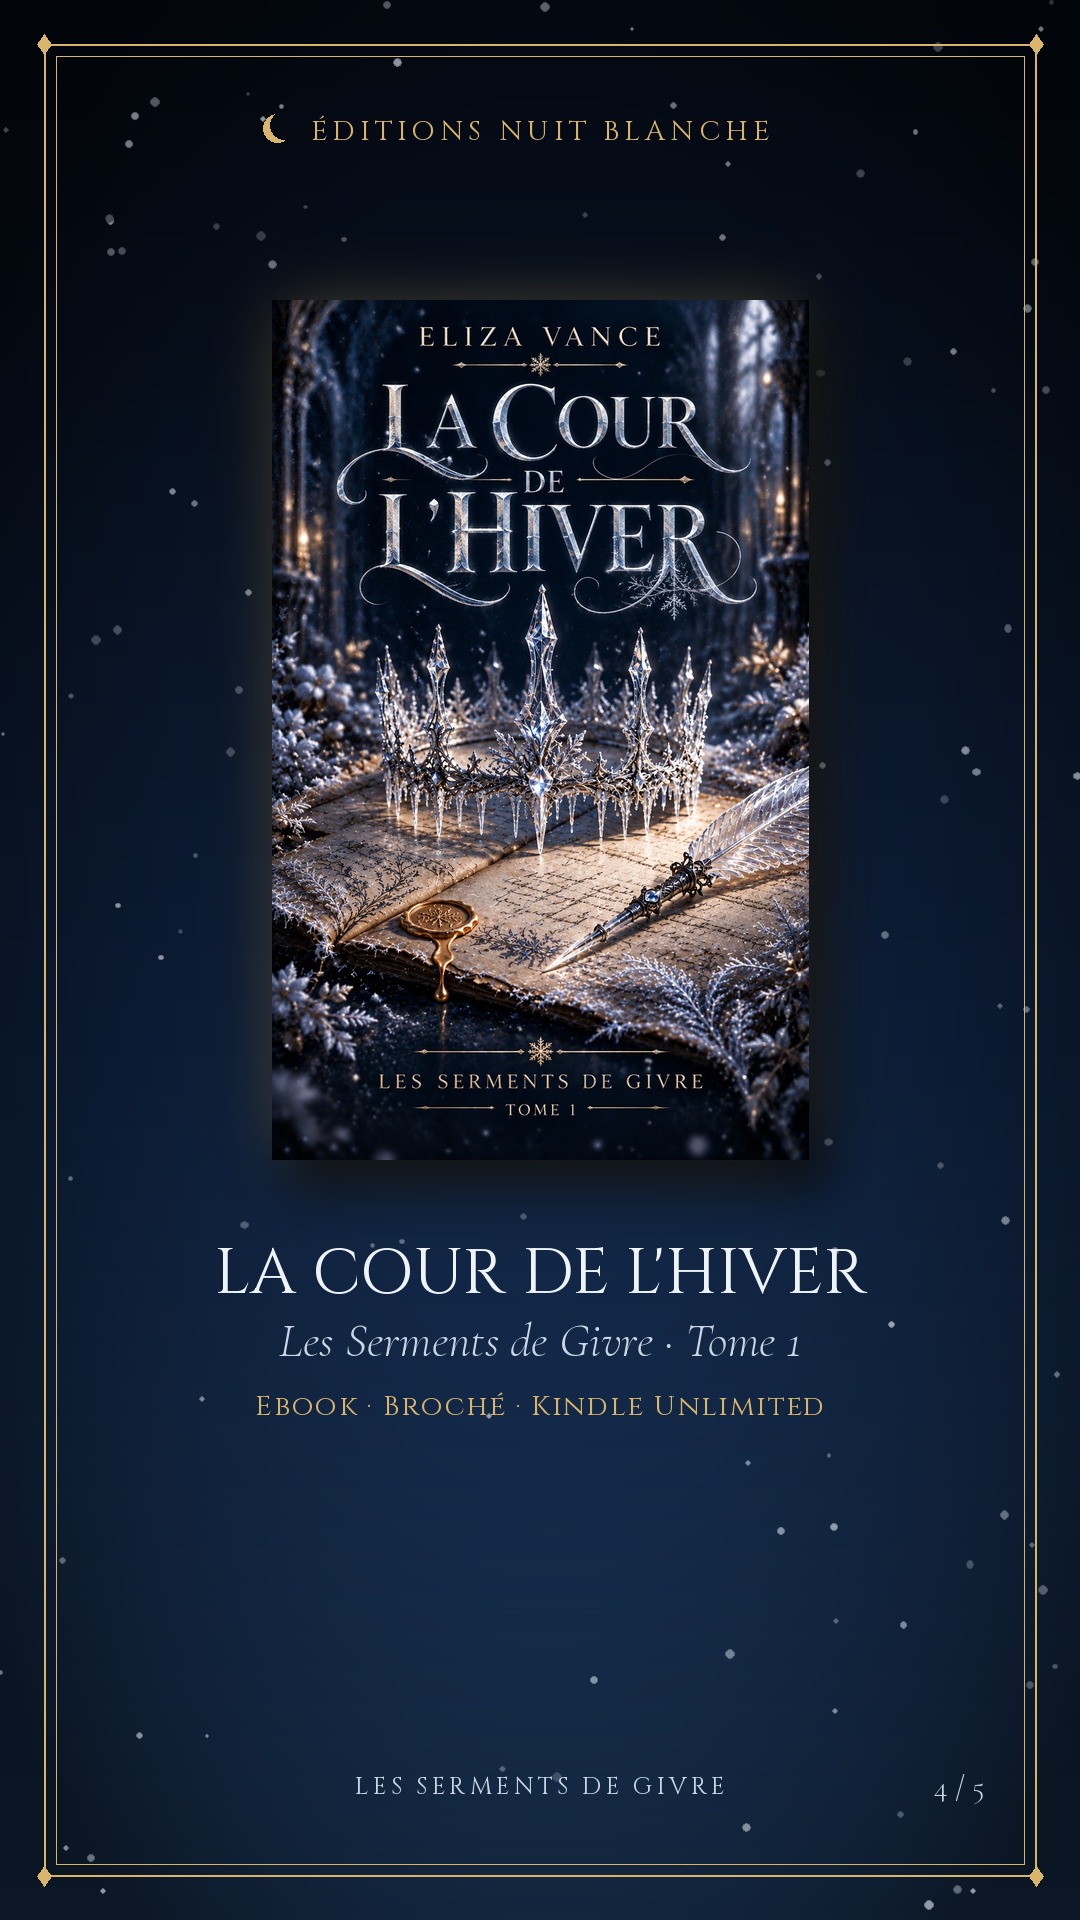 ÉDITIONS NUIT BLANCHE
ELIZA VANCE
LA COUR
DE
L'HIVER
LES SERMENTS DE GIVRE
TOME 1
LA COUR DE L'HIVER
Les Serments de Givre · Tome 1
EBOOK · BROCHÉ · KINDLE UNLIMITED
LES SERMENTS DE GIVRE
4 / 5